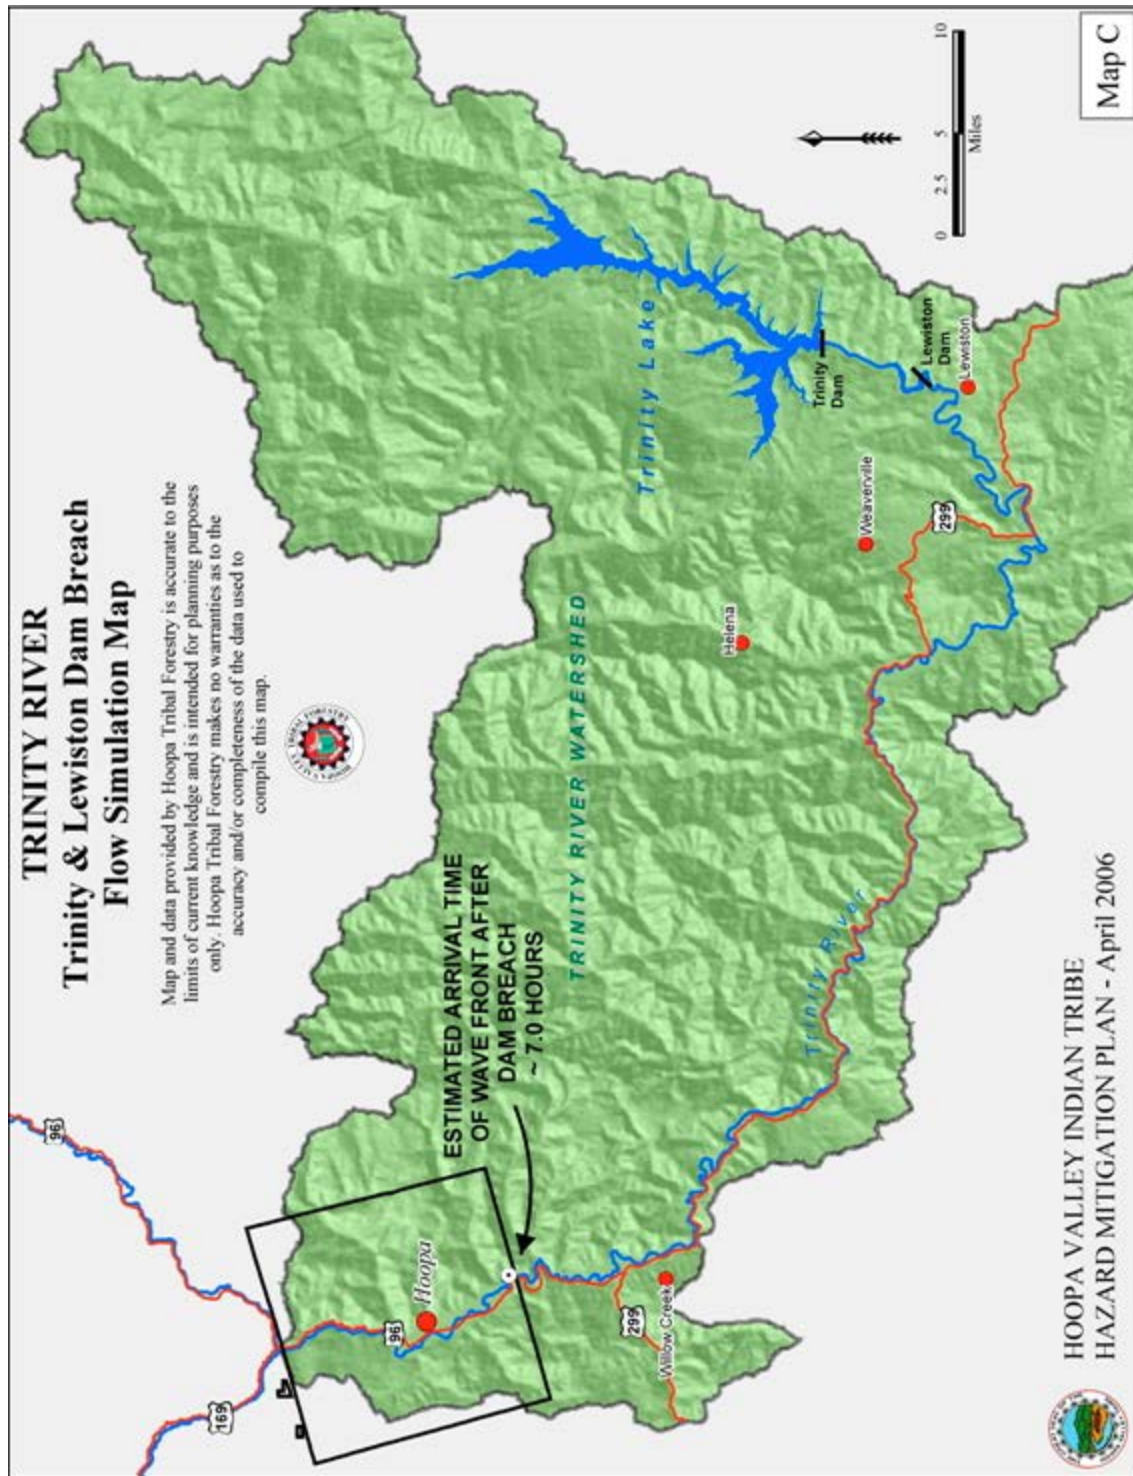 TRINITY RIVER
Trinity & Lewiston Dam Breach
Flow Simulation Map
Map and data provided by Hoopa Tribal Forestry is accurate to the
limits of current knowledge and is intended for planning purposes
only. Hoopa Tribal Forestry makes no warranties as to the
accuracy and/or completeness of the data used to
compile this map.
HOOPA VALLEY TRIBAL FORESTRY
96
169
ESTIMATED ARRIVAL TIME
OF WAVE FRONT AFTER
DAM BREACH
~ 7.0 HOURS
Hoopa
96
299
Willow Creek
TRINITY RIVER WATERSHED
Trinity River
Helena
Weaverville
299
Trinity Lake
Trinity
Dam
Lewiston
Dam
Lewiston
0 2.5 5 10
Miles
HOOPA VALLEY INDIAN TRIBE
HAZARD MITIGATION PLAN - April 2006
Map C